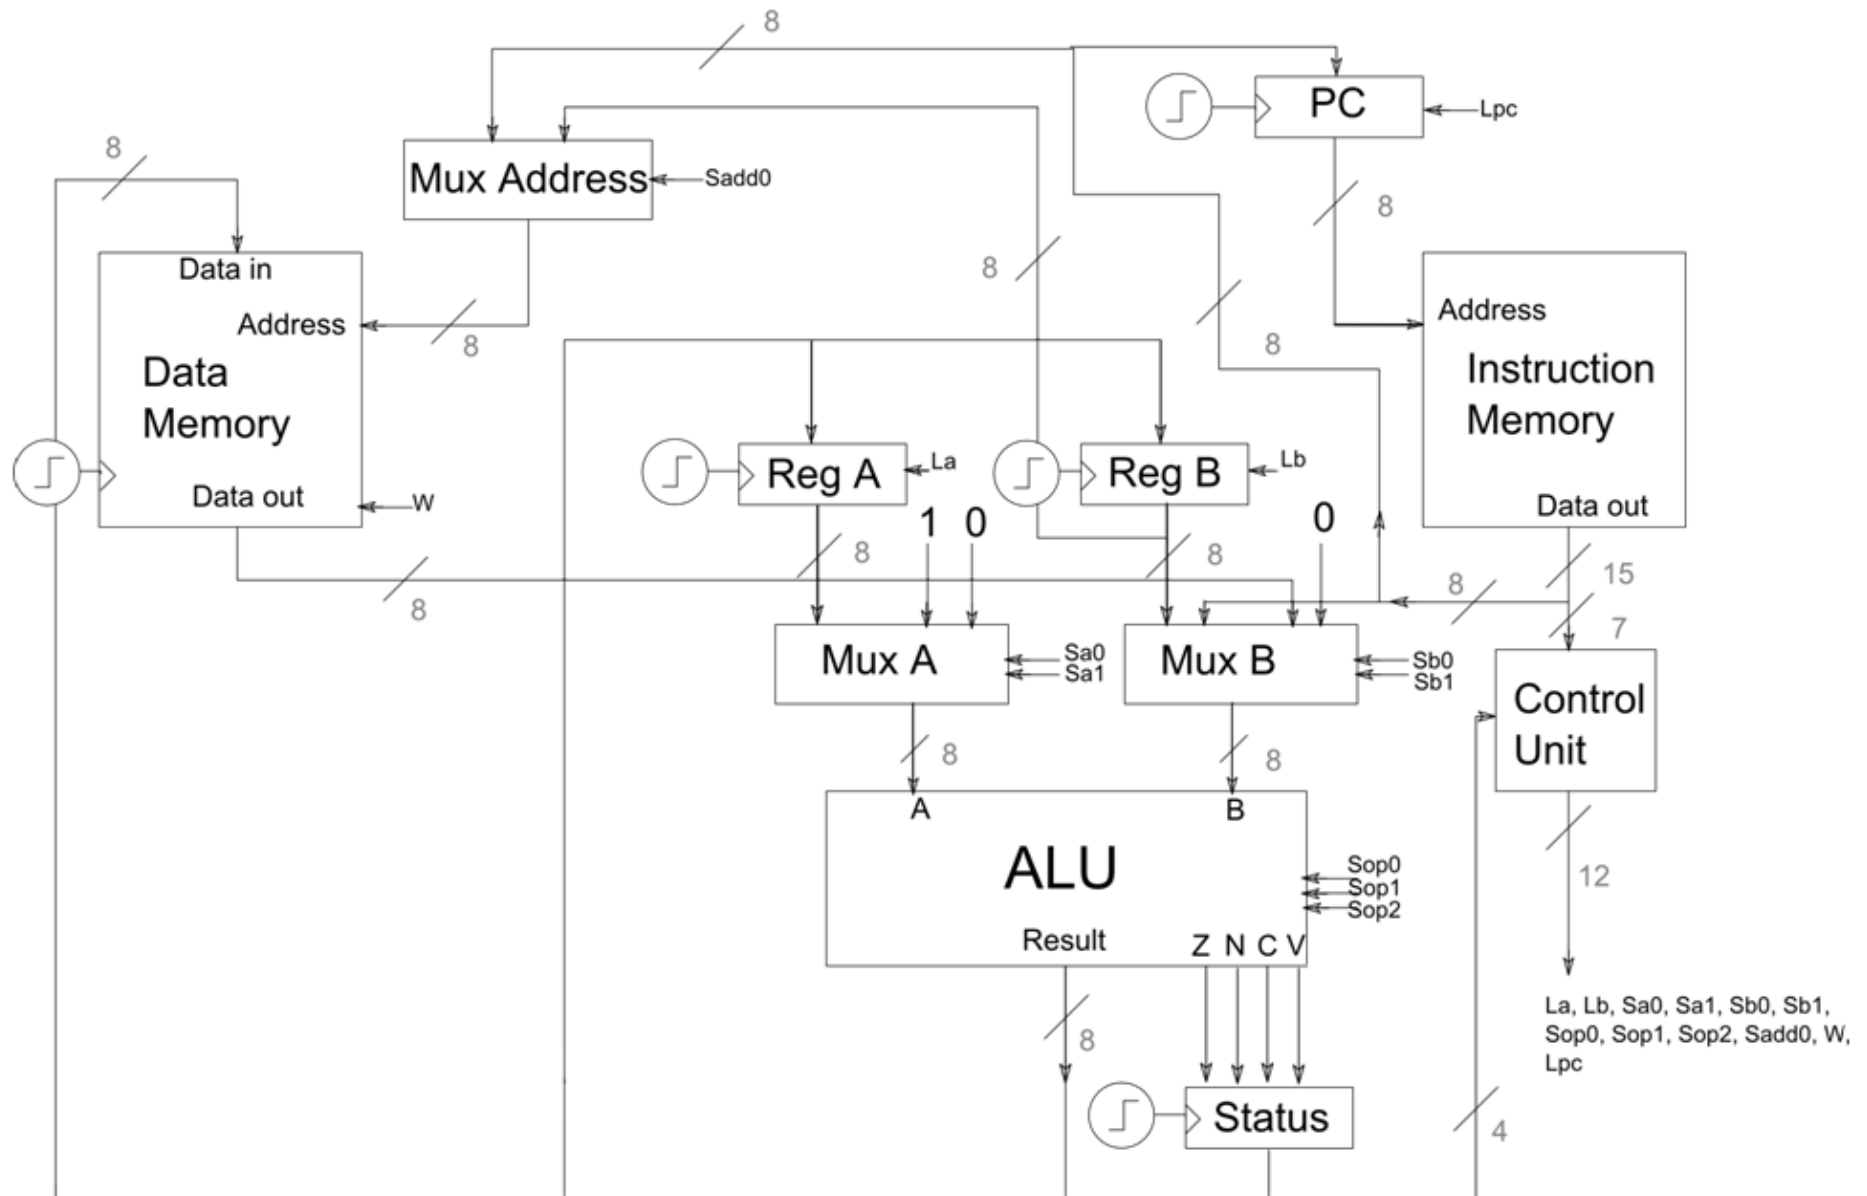 8
PC
Lpc
8
Mux Address
Sadd0
8
8
Data in
Address
8
8
8
Address
Data
Memory
Instruction
Memory
Reg A
La
Reg B
Lb
Data out
W
Data out
1 0
0
8
8
8
8
15
7
Mux A
Sa0
Sa1
Mux B
Sb0
Sb1
Control
Unit
8
8
A
B
ALU
Sop0
Sop1
Sop2
12
Result
Z N C V
8
La, Lb, Sa0, Sa1, Sb0, Sb1,
Sop0, Sop1, Sop2, Sadd0, W,
Lpc
Status
4